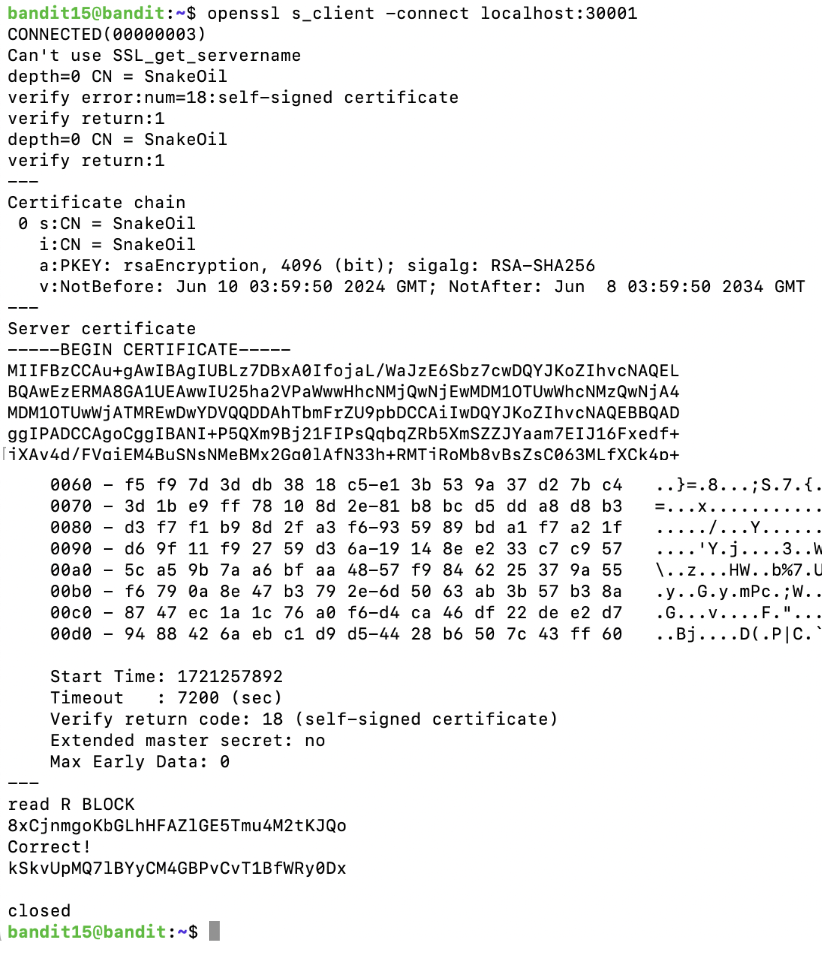 bandit15@bandit:~$ openssl s_client -connect localhost:30001
CONNECTED(00000003)
Can't use SSL_get_servername
depth=0 CN = SnakeOil
verify error:num=18:self-signed certificate
verify return:1
depth=0 CN = SnakeOil
verify return:1
---
Certificate chain
 0 s:CN = SnakeOil
   i:CN = SnakeOil
   a:PKEY: rsaEncryption, 4096 (bit); sigalg: RSA-SHA256
   v:NotBefore: Jun 10 03:59:50 2024 GMT; NotAfter: Jun  8 03:59:50 2034 GMT
---
Server certificate
-----BEGIN CERTIFICATE-----
MIIFBzCCAu+gAwIBAgIUBLz7DBxA0IfojaL/WaJzE6Sbz7cwDQYJKoZIhvcNAQEL
BQAwEzERMA8GA1UEAwwIU25ha2VPaWwwHhcNMjQwNjEwMDM1OTUwWhcNMzQwNjA4
MDM1OTUwWjATMREwDwYDVQQDDAhTbmFrZU9pbDCCAiIwDQYJKoZIhvcNAQEBBQAD
ggIPADCCAgoCggIBANI+P5QXm9Bj21FIPsQqbqZRb5XmSZZJYaam7EIJ16Fxedf+
jXAv4d/FVgiEM4BuSNsNMeBMx2Gg0lAfN33h+RMTjRoMb8vBsZsC063MLfXCk4p+
    0060 - f5 f9 7d 3d db 38 18 c5-e1 3b 53 9a 37 d2 7b c4   ..}=.8...;S.7.{.
    0070 - 3d 1b e9 ff 78 10 8d 2e-81 b8 bc d5 dd a8 d8 b3   =...x...........
    0080 - d3 f7 f1 b9 8d 2f a3 f6-93 59 89 bd a1 f7 a2 1f   ...../...Y......
    0090 - d6 9f 11 f9 27 59 d3 6a-19 14 8e e2 33 c7 c9 57   ....'Y.j....3..W
    00a0 - 5c a5 9b 7a a6 bf aa 48-57 f9 84 62 25 37 9a 55   \..z...HW..b%7.U
    00b0 - f6 79 0a 8e 47 b3 79 2e-6d 50 63 ab 3b 57 b3 8a   .y..G.y.mPc.;W..
    00c0 - 87 47 ec 1a 1c 76 a0 f6-d4 ca 46 df 22 de e2 d7   .G...v....F."...
    00d0 - 94 88 42 6a eb c1 d9 d5-44 28 b6 50 7c 43 ff 60   ..Bj....D(.P|C.`

    Start Time: 1721257892
    Timeout   : 7200 (sec)
    Verify return code: 18 (self-signed certificate)
    Extended master secret: no
    Max Early Data: 0
---
read R BLOCK
8xCjnmgoKbGLhHFAZlGE5Tmu4M2tKJQo
Correct!
kSkvUpMQ7lBYyCM4GBPvCvT1BfWRy0Dx

closed
bandit15@bandit:~$